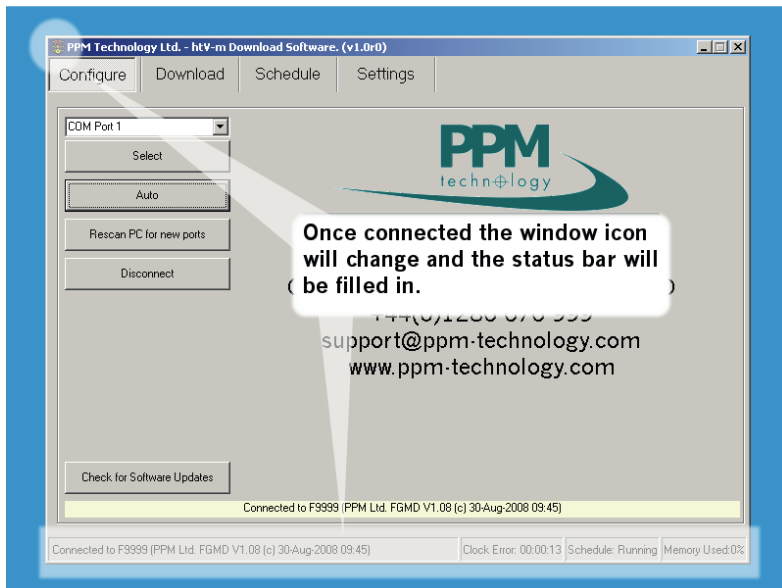 PPM Technology Ltd. - htV-m Download Software. (v1.0r0)
Configure Download Schedule Settings
COM Port 1
Select
Auto
Rescan PC for new ports
Disconnect
PPM
technology
Once connected the window icon
will change and the status bar will
be filled in.
support@ppm-technology.com
www.ppm-technology.com
Check for Software Updates
Connected to F9999 (PPM Ltd. FGMD V1.08 (c) 30-Aug-2008 09:45)
Connected to F9999 (PPM Ltd. FGMD V1.08 (c) 30-Aug-2008 09:45) Clock Error: 00:00:13 Schedule: Running Memory Used:0%